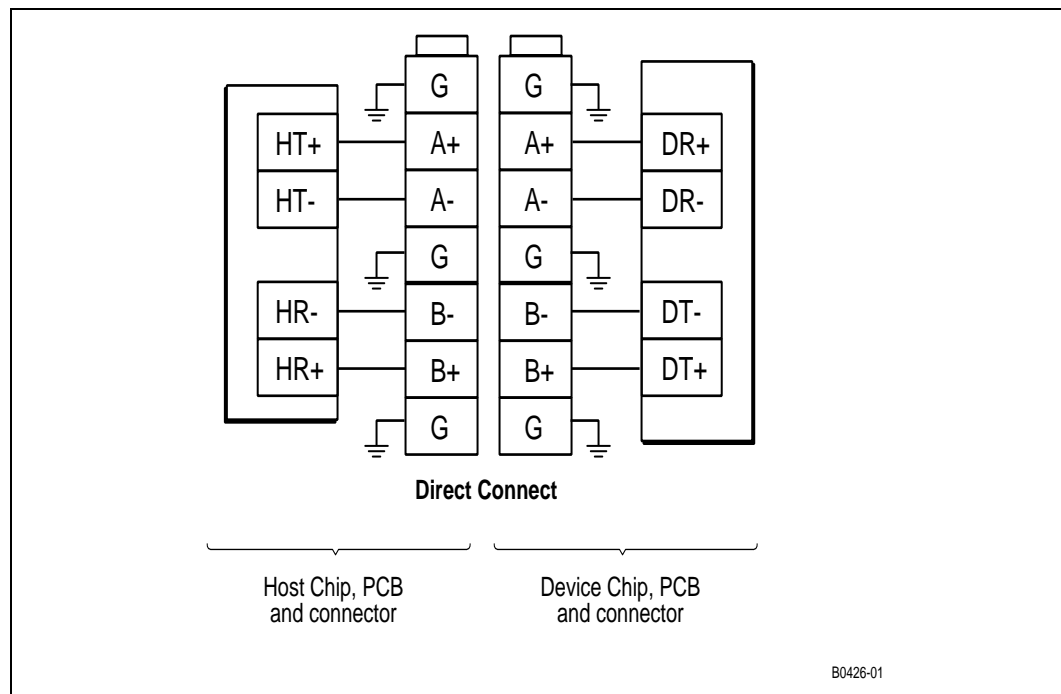 G G
HT+ A+ A+ DR+
HT- A- A- DR-
G G
HR- B- B- DT-
HR+ B+ B+ DT+
G G
Direct Connect
Host Chip, PCB
and connector
Device Chip, PCB
and connector
B0426-01